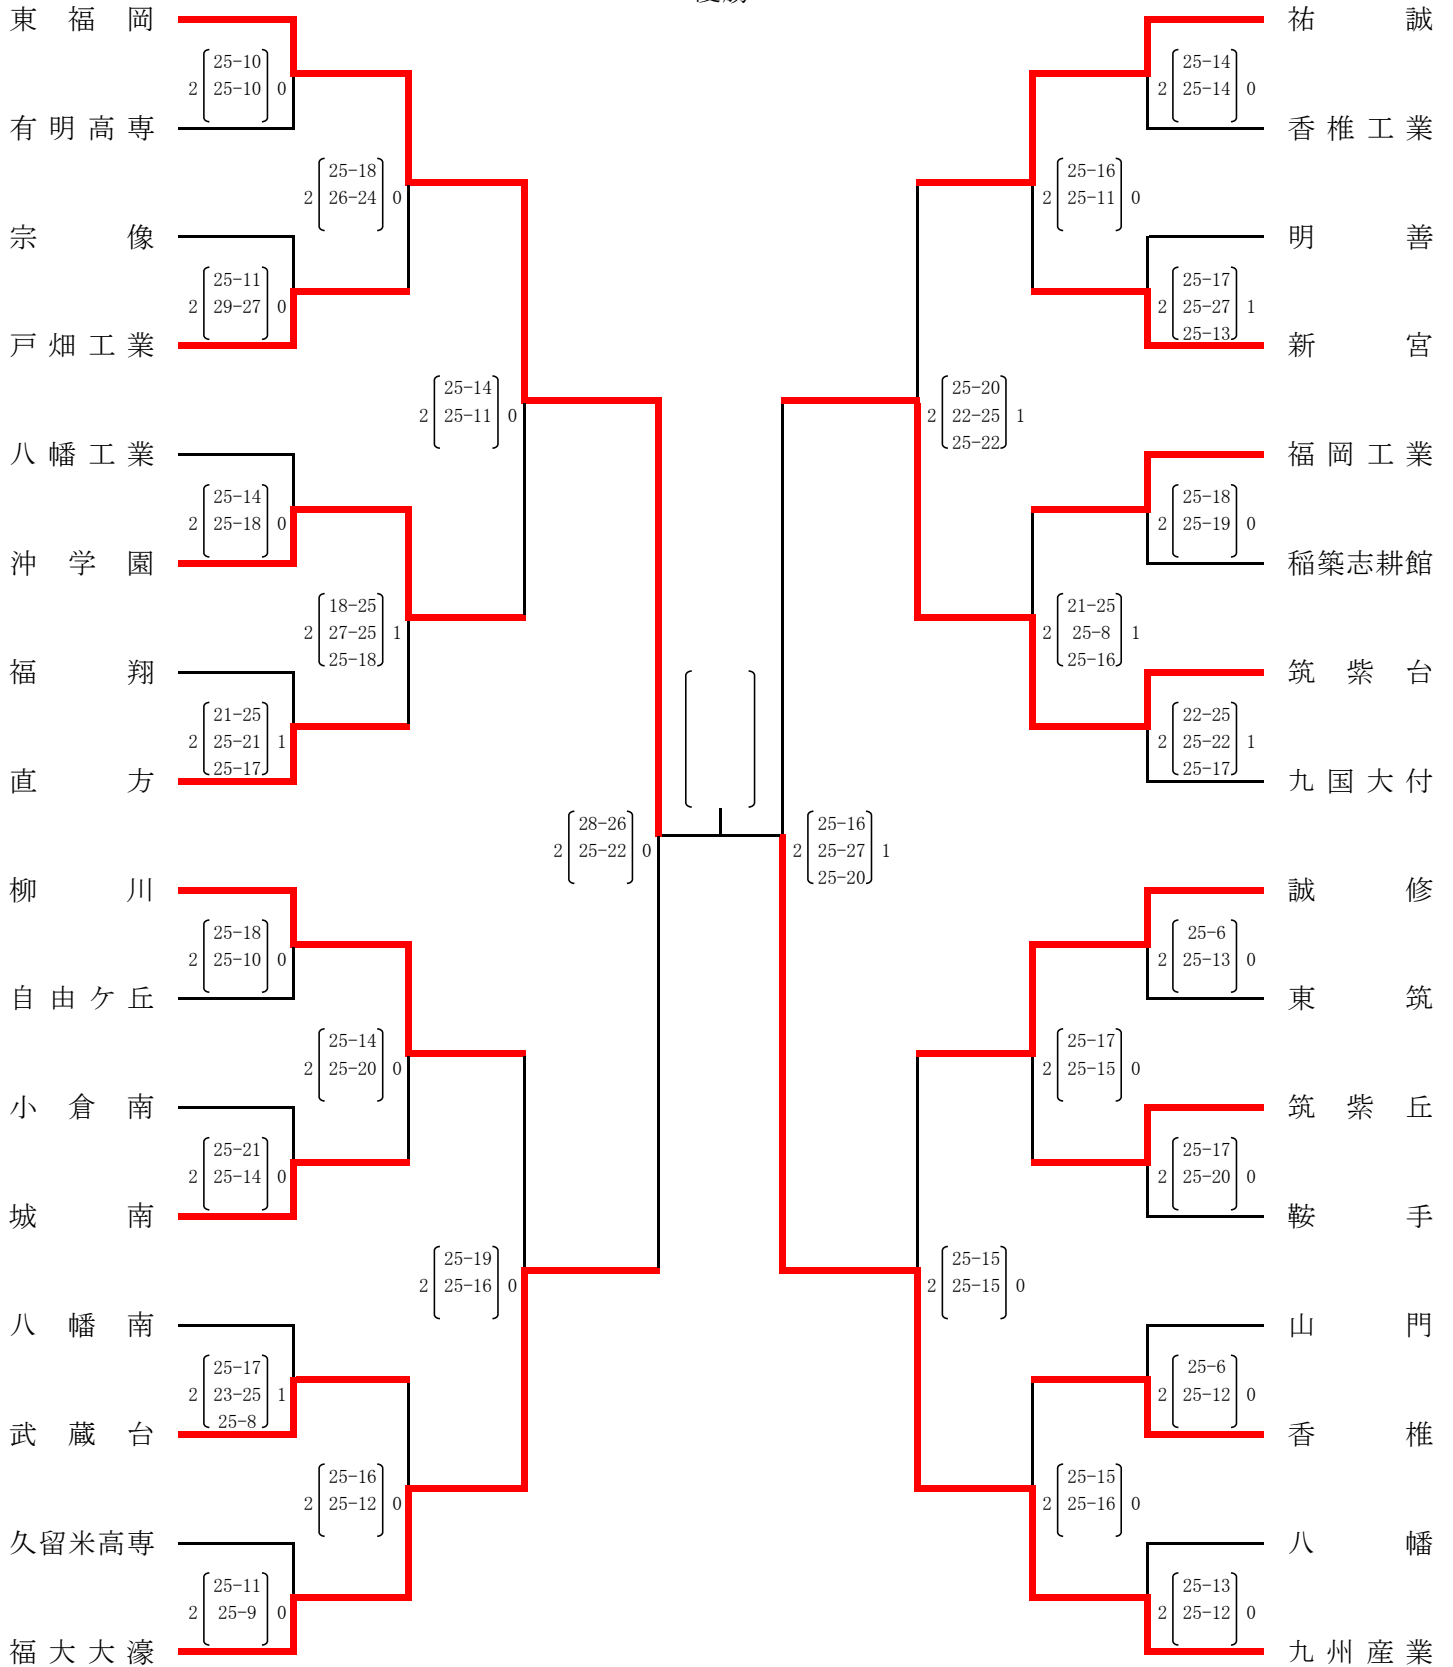 東福岡
2 25-10 25-10 0
有明高専
2 25-18 26-24 0
宗像
2 25-11 29-27 0
戸畑工業
2 25-14 25-11 0
八幡工業
2 25-14 25-18 0
沖学園
2 18-25 27-25 25-18 1
福翔
2 21-25 25-21 25-17 1
直方
2 28-26 25-22 0
柳川
2 25-18 25-10 0
自由ケ丘
2 25-14 25-20 0
小倉南
2 25-21 25-14 0
城南
2 25-19 25-16 0
八幡南
2 25-17 23-25 25-8 1
武蔵台
2 25-16 25-12 0
久留米高専
2 25-11 25-9 0
福大大濠
祐誠
2 25-14 25-14 0
香椎工業
2 25-16 25-11 0
明善
2 25-17 25-27 25-13 1
新宮
2 25-20 22-25 25-22 1
福岡工業
2 25-18 25-19 0
稲築志耕館
2 21-25 25-8 25-16 1
筑紫台
2 22-25 25-22 25-17 1
九国大付
2 25-16 25-27 25-20 1
誠修
2 25-6 25-13 0
東筑
2 25-17 25-15 0
筑紫丘
2 25-17 25-20 0
鞍手
2 25-15 25-15 0
山門
2 25-6 25-12 0
香椎
2 25-15 25-16 0
八幡
2 25-13 25-12 0
九州産業